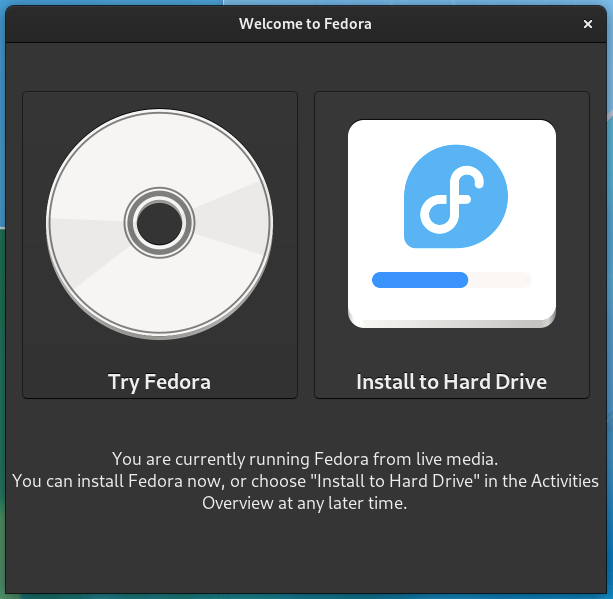 Welcome to Fedora
Try Fedora
Install to Hard Drive
You are currently running Fedora from live media.
You can install Fedora now, or choose "Install to Hard Drive" in the Activities
Overview at any later time.